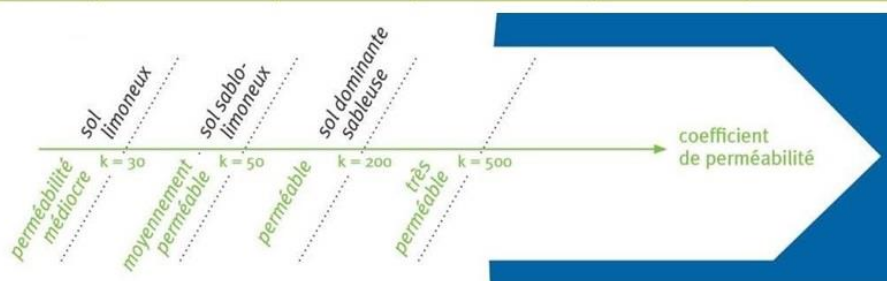 sol
limoneux
sol sablo-
limoneux
sol dominante
sableuse
k = 30
k = 50
k = 200
k = 500
coefficient
de perméabilité
perméabilité
médiocre
moyennement
perméable
perméable
très
perméable